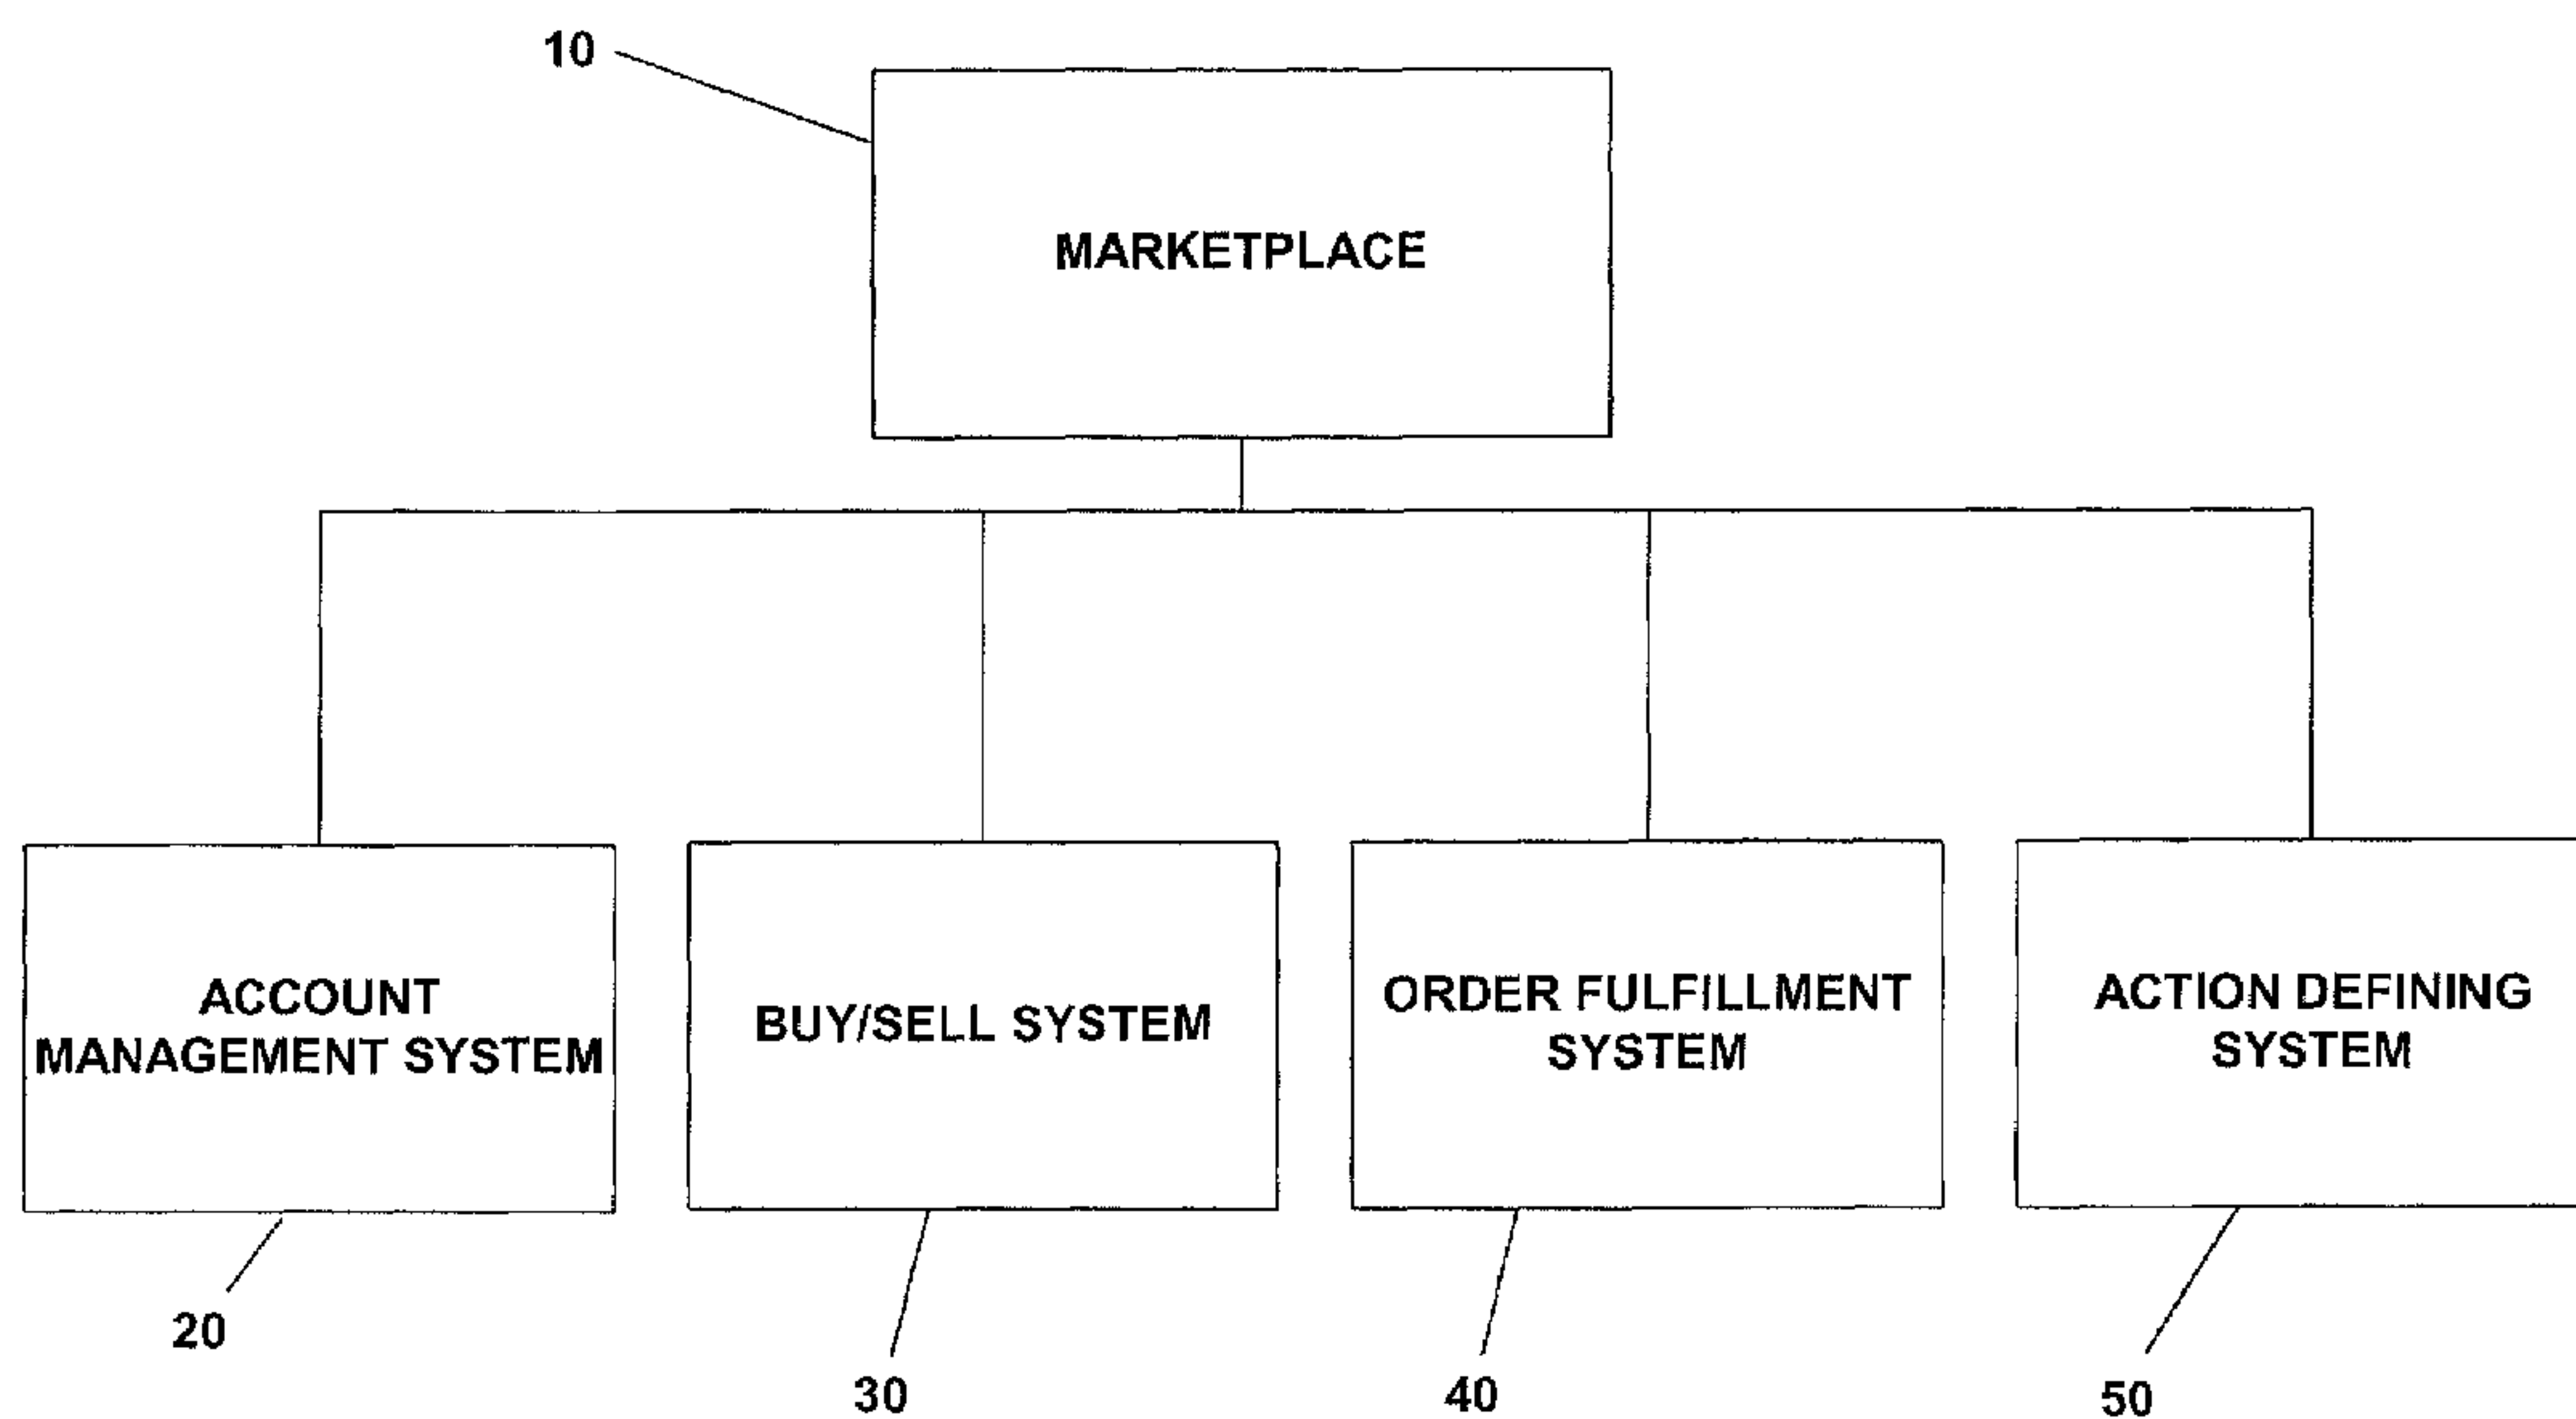 10
MARKETPLACE
ACCOUNT
MANAGEMENT SYSTEM
BUY/SELL SYSTEM
ORDER FULFILLMENT
SYSTEM
ACTION DEFINING
SYSTEM
20
30
40
50